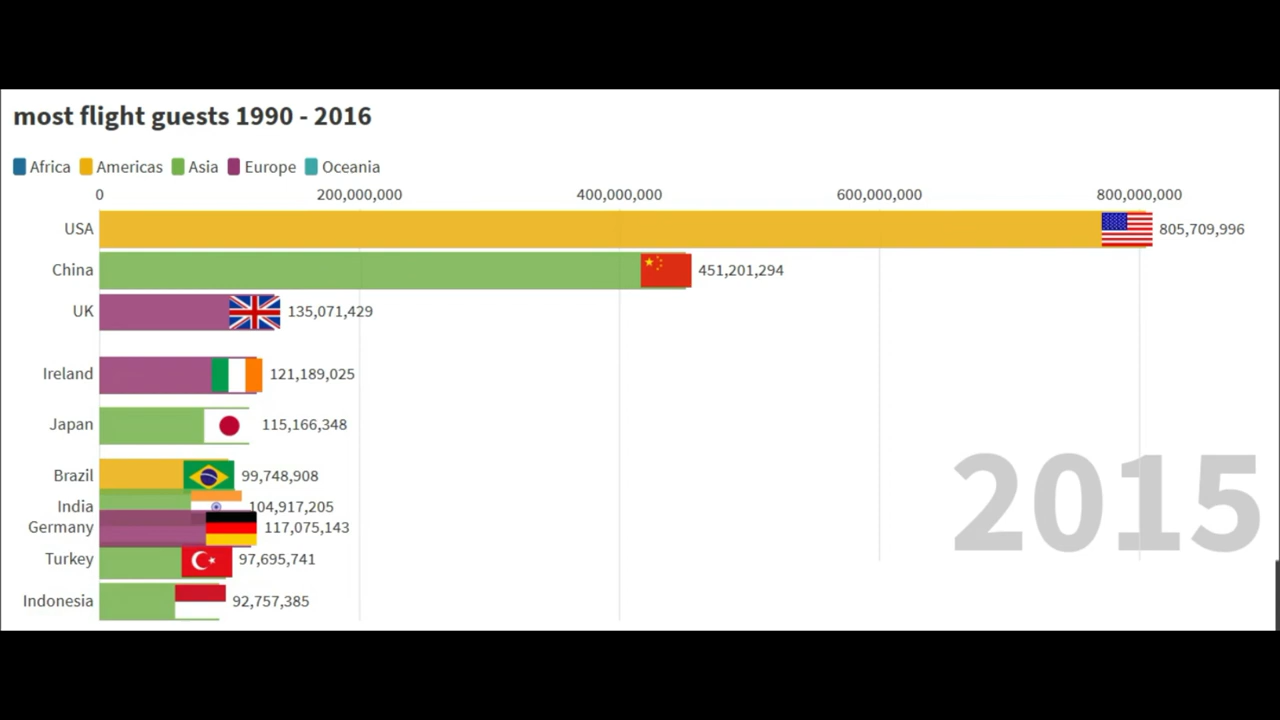 most flight guests 1990 - 2016
Africa Americas Asia Europe Oceania
0 200,000,000 400,000,000 600,000,000 800,000,000
USA 805,709,996
China 451,201,294
UK 135,071,429
Ireland 121,189,025
Japan 115,166,348
Brazil 99,748,908
India 104,917,205
Germany 117,075,143
Turkey 97,695,741
Indonesia 92,757,385
2015